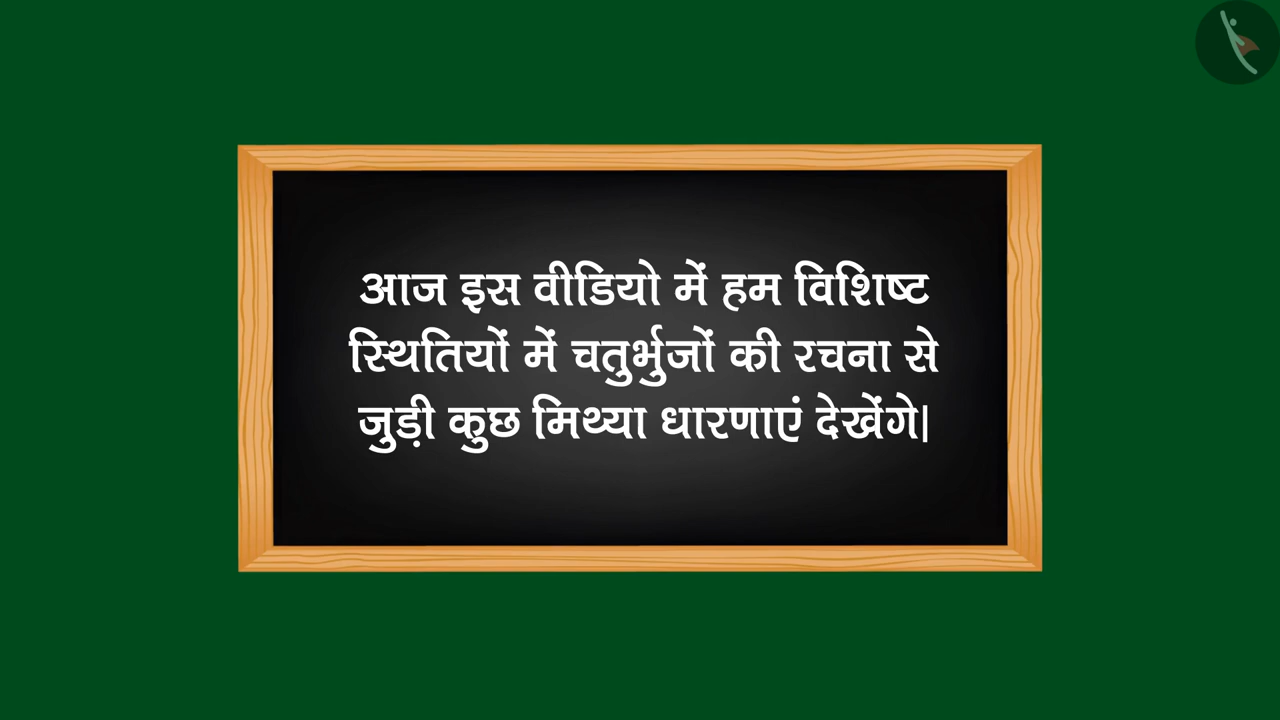 आज इस वीडियो में हम विशिष्ट
स्थितियों में चतुर्भुजों की रचना से
जुड़ी कुछ मिथ्या धारणाएं देखेंगे|